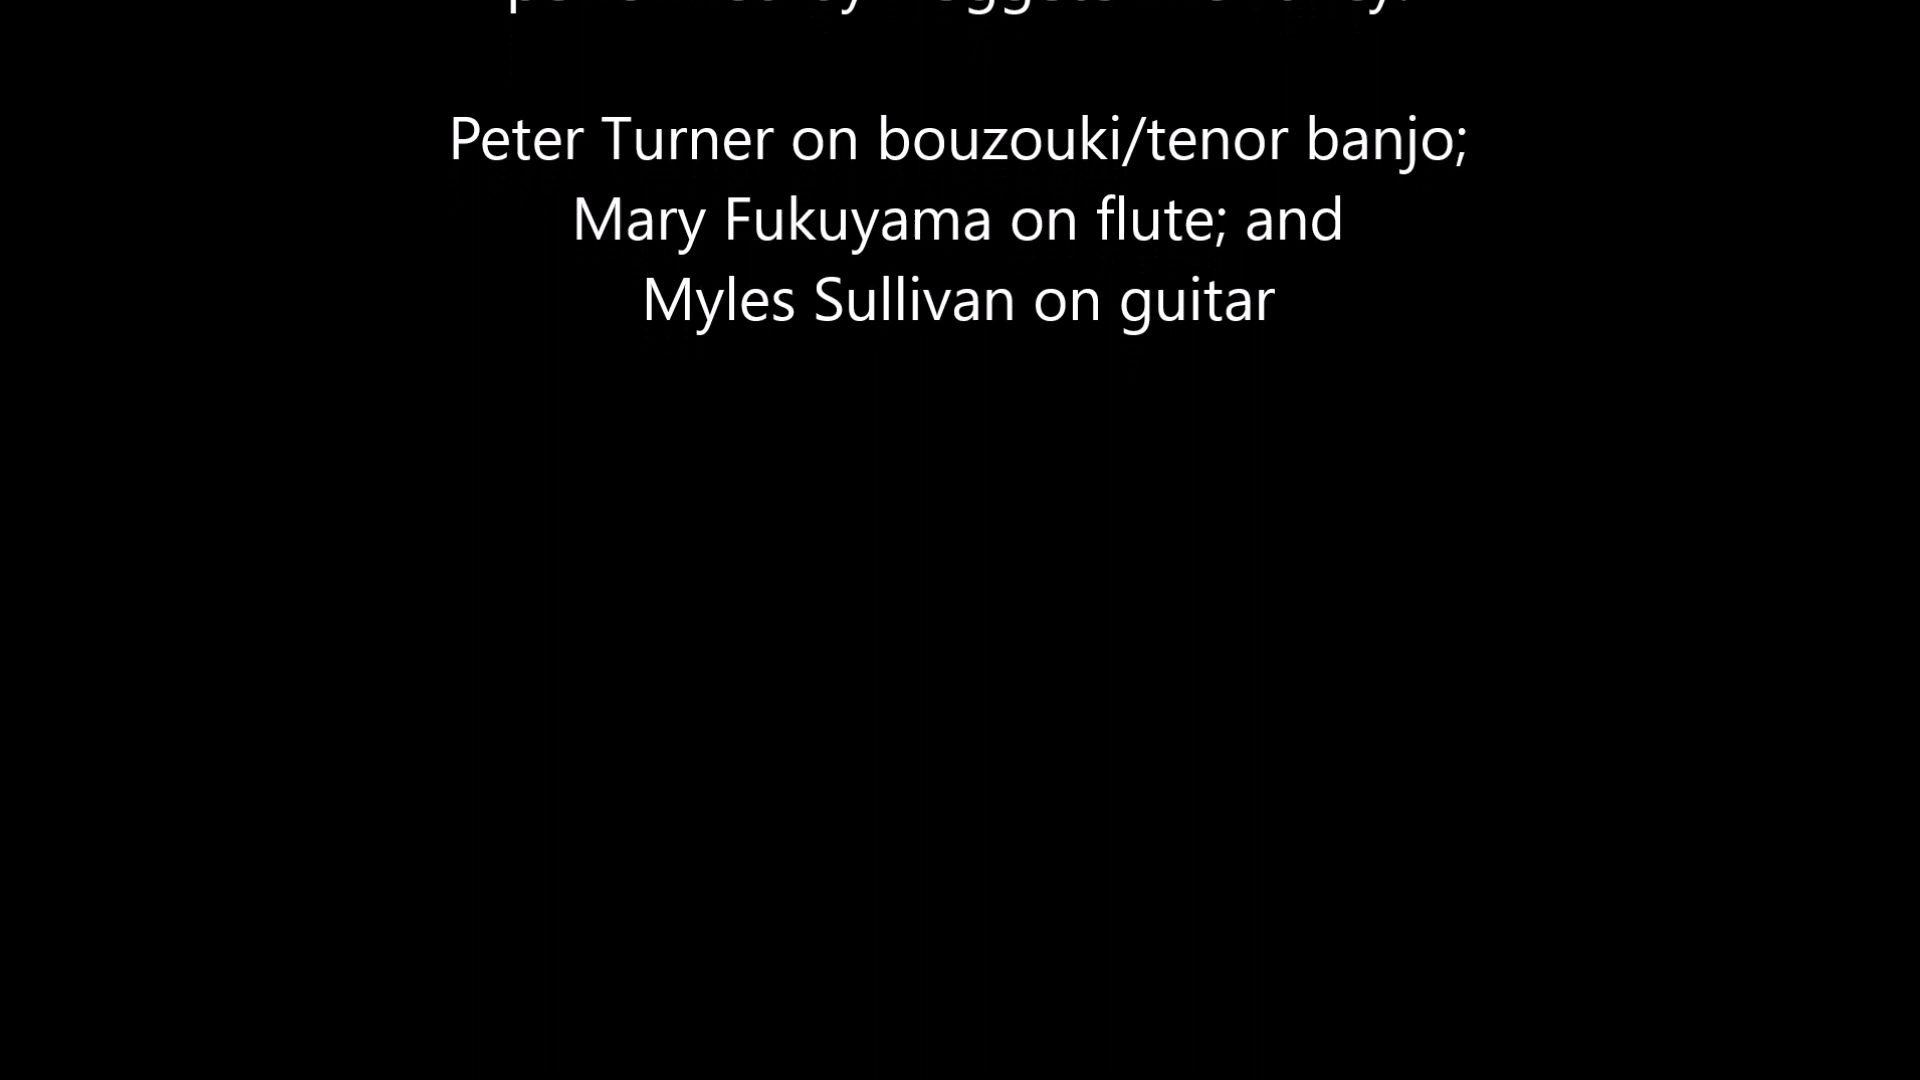 Peter Turner on bouzouki/tenor banjo;
Mary Fukuyama on flute; and
Myles Sullivan on guitar